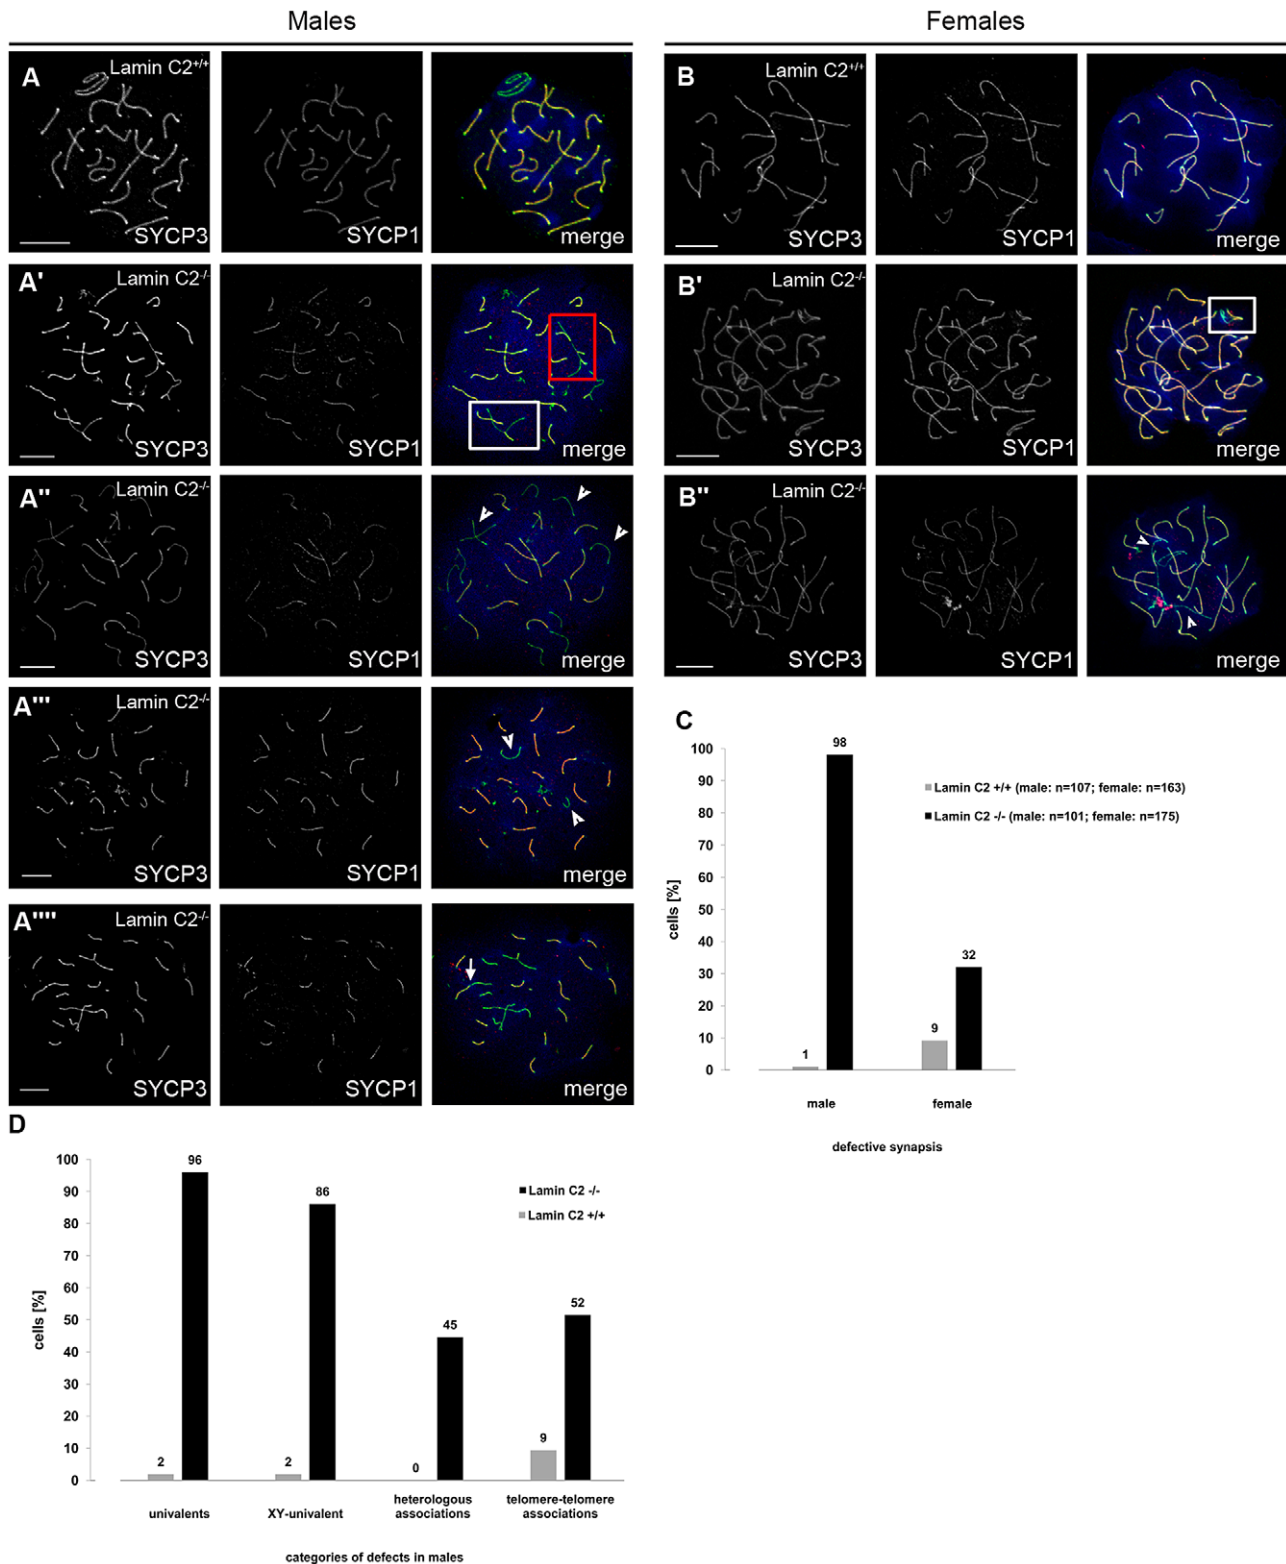 Males
Females
A
Lamin C2+/+
SYCP3
SYCP1
merge
B
Lamin C2+/+
SYCP3
SYCP1
merge
A'
Lamin C2-/-
SYCP3
SYCP1
merge
B'
Lamin C2-/-
SYCP3
SYCP1
merge
A''
Lamin C2-/-
SYCP3
SYCP1
merge
B''
Lamin C2-/-
SYCP3
SYCP1
merge
A'''
Lamin C2-/-
SYCP3
SYCP1
merge
A''''
Lamin C2-/-
SYCP3
SYCP1
merge
C
100
90
80
70
60
50
40
30
20
10
0
cells [%]
98
1
9
32
Lamin C2 +/+ (male: n=107; female: n=163)
Lamin C2 -/- (male: n=101; female: n=175)
male
female
defective synapsis
D
100
90
80
70
60
50
40
30
20
10
0
cells [%]
2
96
2
86
0
45
9
52
Lamin C2 -/-
Lamin C2 +/+
univalents
XY-univalent
heterologous
associations
telomere-telomere
associations
categories of defects in males